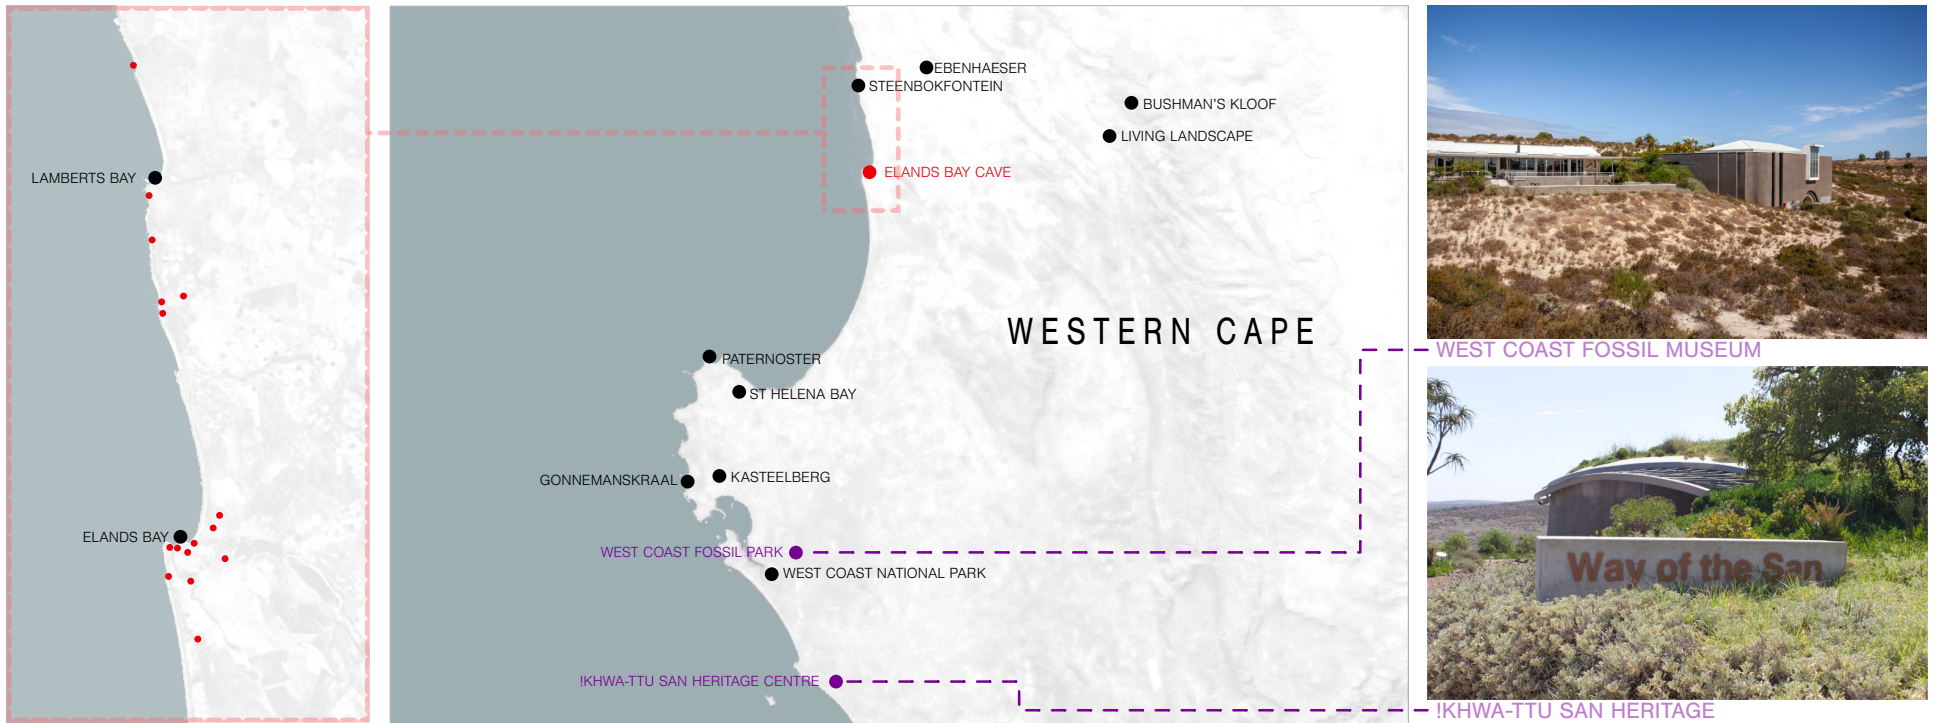 LAMBERTS BAY
ELANDS BAY
EBENHAESER
STEENBOKFONTEIN
BUSHMAN'S KLOOF
LIVING LANDSCAPE
ELANDS BAY CAVE
WESTERN CAPE
PATERNOSTER
ST HELENA BAY
GONNEMANSKRAAL
KASTEELBERG
WEST COAST FOSSIL PARK
WEST COAST NATIONAL PARK
!KHWA-TTU SAN HERITAGE CENTRE
WEST COAST FOSSIL MUSEUM
Way of the San
!KHWA-TTU SAN HERITAGE